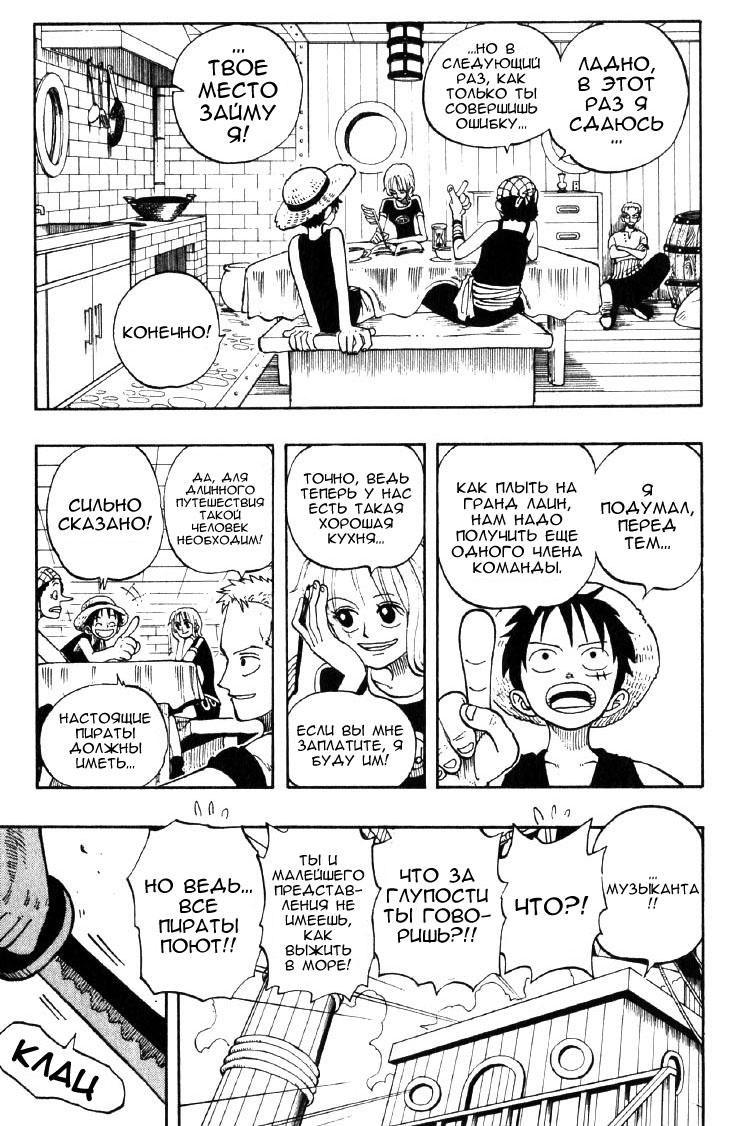 ЛАДНО,
В ЭТОТ
РАЗ Я
СДАЮСЬ
...
...НО В
СЛЕДУЮЩИЙ
РАЗ, КАК
ТОЛЬКО ТЫ
СОВЕРШИШЬ
ОШИБКУ...
...
ТВОЕ
МЕСТО
ЗАЙМУ
Я!
КОНЕЧНО!
Я
ПОДУМАЛ,
ПЕРЕД
ТЕМ...
КАК ПЛЫТЬ НА
ГРАНД ЛАИН,
НАМ НАДО
ПОЛУЧИТЬ ЕЩЕ
ОДНОГО ЧЛЕНА
КОМАНДЫ.
ТОЧНО, ВЕДЬ
ТЕПЕРЬ У НАС
ЕСТЬ ТАКАЯ
ХОРОШАЯ
КУХНЯ...
ЕСЛИ ВЫ МНЕ
ЗАПЛАТИТЕ, Я
БУДУ ИМ!
ДА, ДЛЯ
ДЛИННОГО
ПУТЕШЕСТВИЯ
ТАКОЙ
ЧЕЛОВЕК
НЕОБХОДИМ!
СИЛЬНО
СКАЗАНО!
НАСТОЯЩИЕ
ПИРАТЫ
ДОЛЖНЫ
ИМЕТЬ...
...
МУЗЫКАНТА
!!
ЧТО?!
ЧТО ЗА
ГЛУПОСТИ
ТЫ ГОВО-
РИШЬ?!!
ТЫ И
МАЛЕЙШЕГО
ПРЕДСТАВ-
ЛЕНИЯ НЕ
ИМЕЕШЬ,
КАК
ВЫЖИТЬ
В МОРЕ!
НО ВЕДЬ...
ВСЕ
ПИРАТЫ
ПОЮТ!!
КЛАЦ